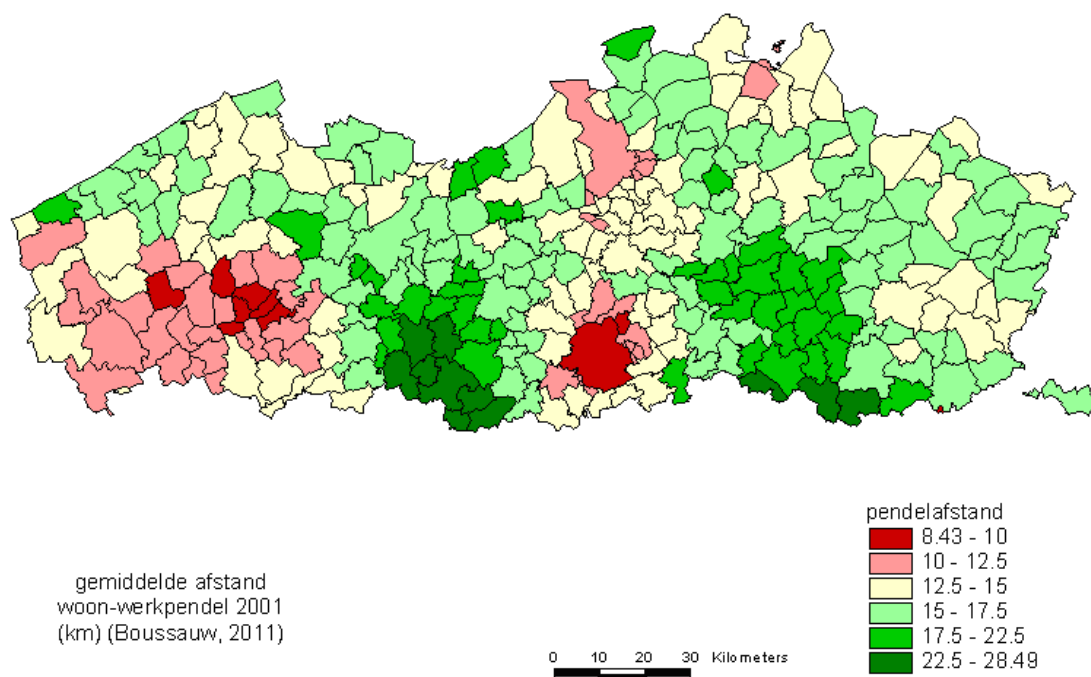 pendelafstand
8.43 - 10
10 - 12.5
12.5 - 15
15 - 17.5
17.5 - 22.5
22.5 - 28.49
gemiddelde afstand
woon-werkpendel 2001
(km) (Boussauw, 2011)
0 10 20 30 Kilometers